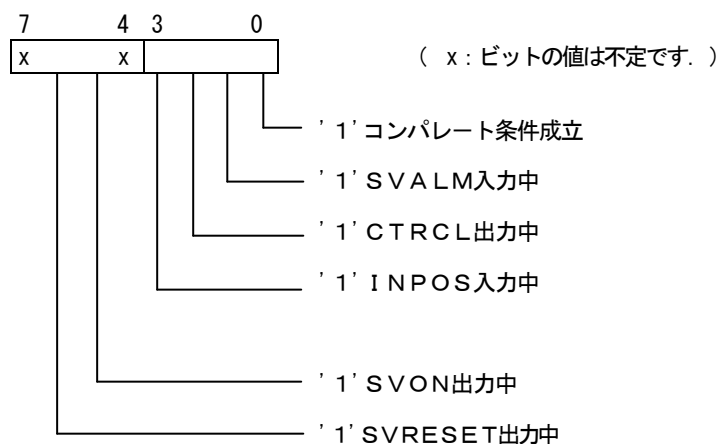 7 4 3 0
x x ( x：ビットの値は不定です. )
'1'コンパレート条件成立
'1'ＳＶＡＬＭ入力中
'1'ＣＴＲＣＬ出力中
'1'ＩＮＰＯＳ入力中
'1'ＳＶＯＮ出力中
'1'ＳＶＲＥＳＥＴ出力中